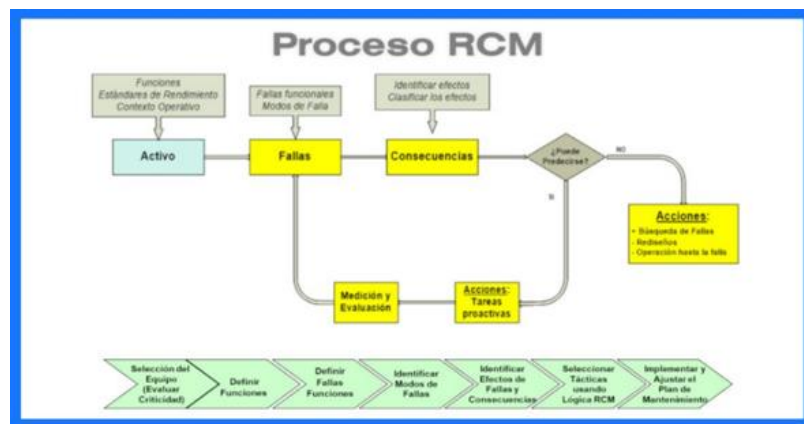 Proceso RCM
Funciones
Estándares de Rendimiento
Contexto Operativo
Fallas funcionales
Modos de Falla
Identificar efectos
Clasificar los efectos
Activo
Fallas
Consecuencias
¿Puede
Predecirse?
NO
SI
Acciones:
• Búsqueda de Fallas
- Rediseños
- Operación hasta la falla
Medición y
Evaluación
Acciones:
Tareas
proactivas
Selección del
Equipo
(Evaluar
Criticidad)
Definir
Funciones
Definir
Fallas
Funciones
Identificar
Modos de
Fallas
Identificar
Efectos de
Fallas y
Consecuencias
Seleccionar
Tácticas
usando
Lógica RCM
Implementar y
Ajustar el
Plan de
Mantenimiento